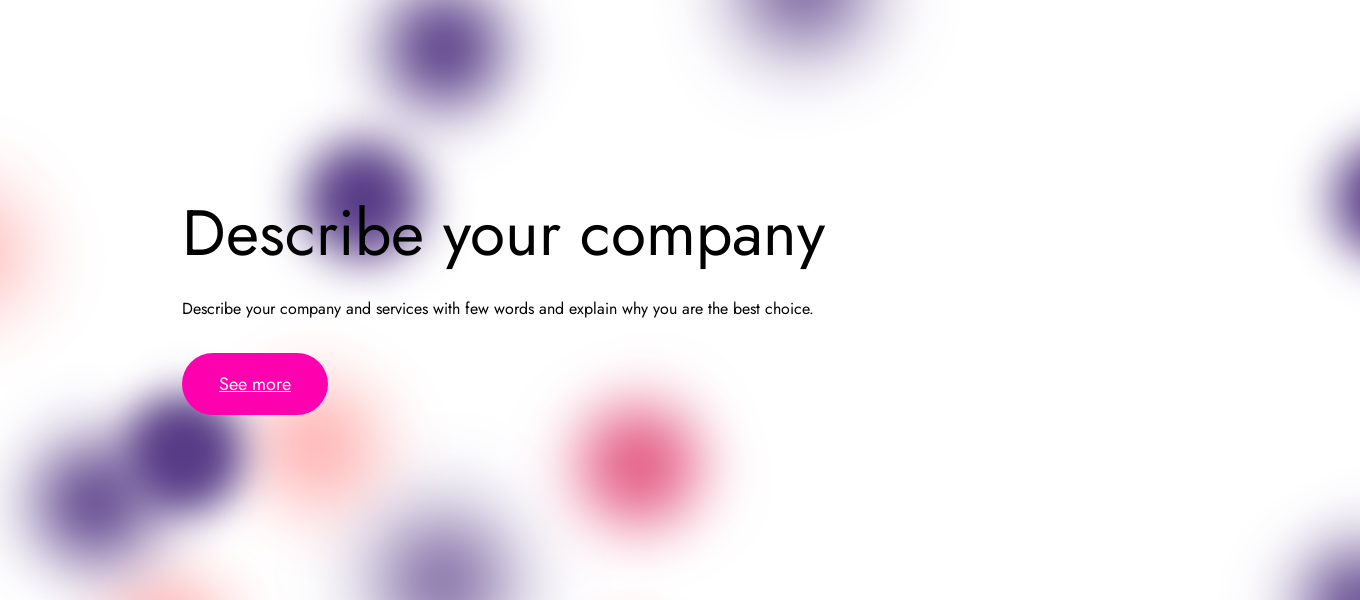 Describe your company
Describe your company and services with few words and explain why you are the best choice.
See more